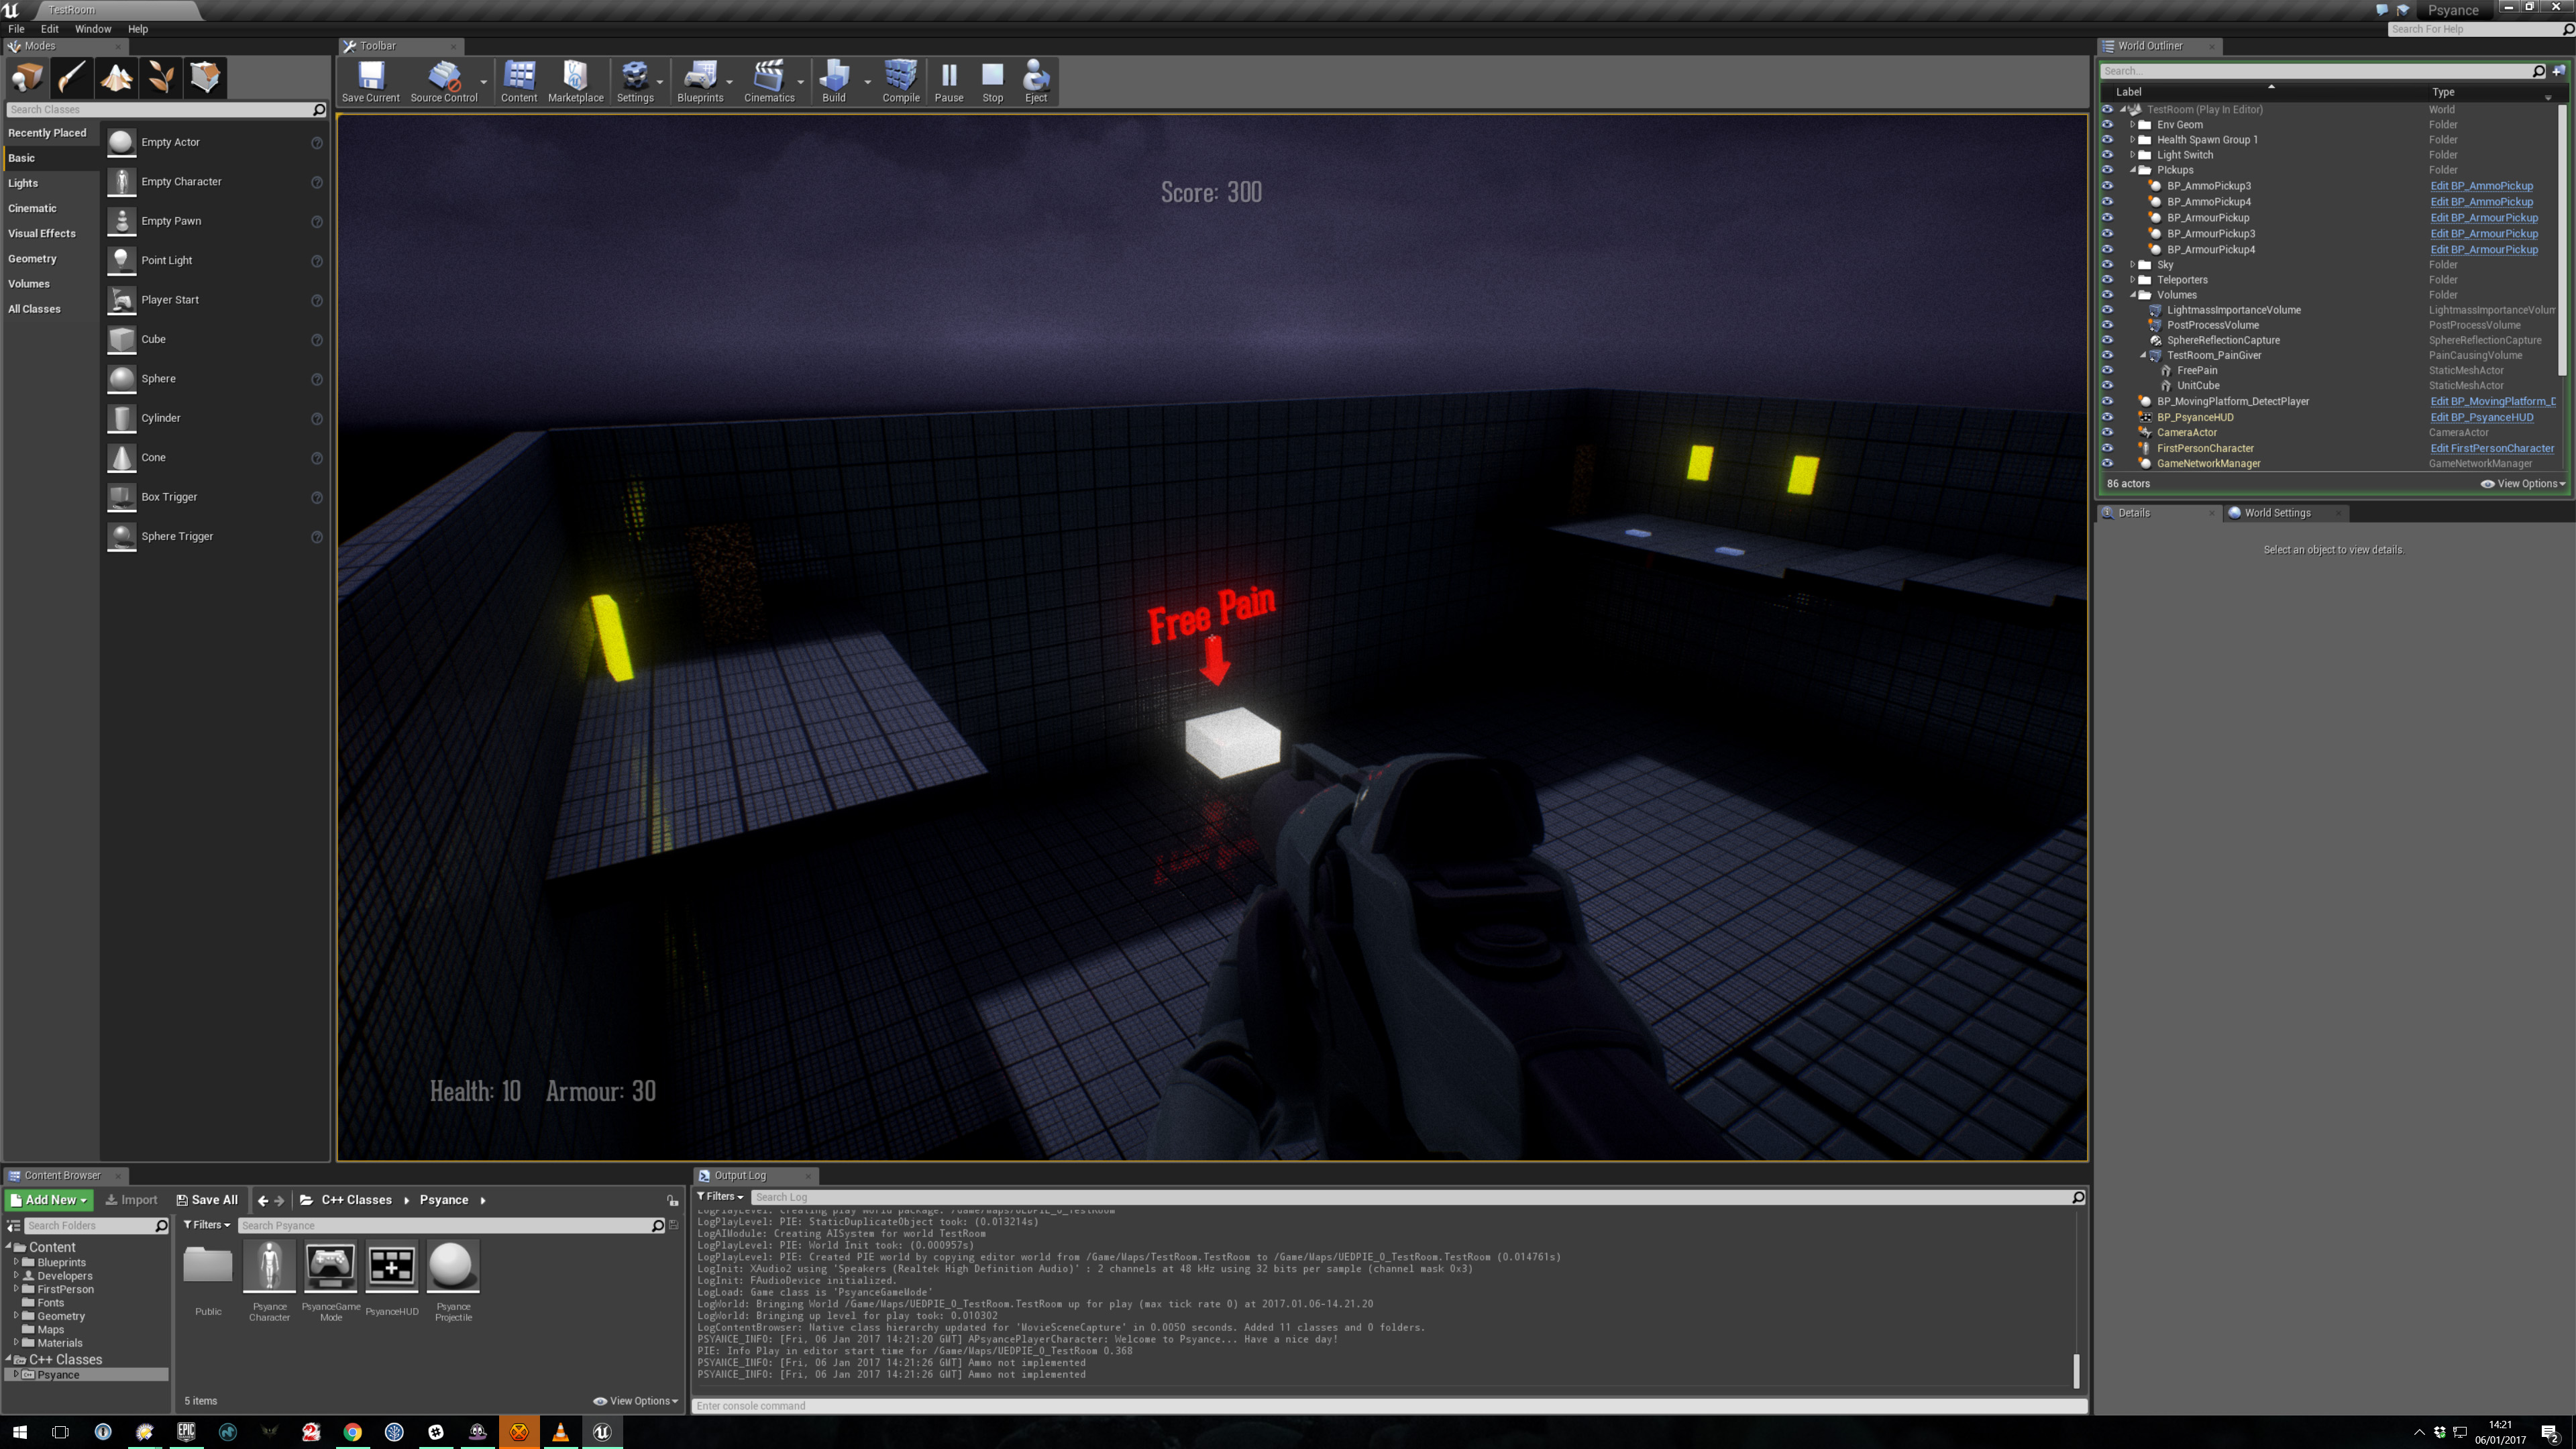 TestRoom
Psyance
File Edit Window Help
Search For Help
Modes
Toolbar
World Outliner
Save Current Source Control Content Marketplace Settings Blueprints Cinematics Build Compile Pause Stop Eject
Search Classes
Recently Placed
Basic
Lights
Cinematic
Visual Effects
Geometry
Volumes
All Classes
Empty Actor
Empty Character
Empty Pawn
Point Light
Player Start
Cube
Sphere
Cylinder
Cone
Box Trigger
Sphere Trigger
Score: 300
Free Pain
Health: 10 Armour: 30
Search...
Label Type
TestRoom (Play In Editor) World
Env Geom Folder
Health Spawn Group 1 Folder
Light Switch Folder
PIckups Folder
BP_AmmoPickup3 Edit BP_AmmoPickup
BP_AmmoPickup4 Edit BP_AmmoPickup
BP_ArmourPickup Edit BP_ArmourPickup
BP_ArmourPickup3 Edit BP_ArmourPickup
BP_ArmourPickup4 Edit BP_ArmourPickup
Sky Folder
Teleporters Folder
Volumes Folder
LightmassImportanceVolume LightmassImportanceVolum
PostProcessVolume PostProcessVolume
SphereReflectionCapture SphereReflectionCapture
TestRoom_PainGiver PainCausingVolume
FreePain StaticMeshActor
UnitCube StaticMeshActor
BP_MovingPlatform_DetectPlayer Edit BP_MovingPlatform_D
BP_PsyanceHUD Edit BP_PsyanceHUD
CameraActor CameraActor
FirstPersonCharacter Edit FirstPersonCharacter
GameNetworkManager GameNetworkManager
86 actors View Options
Details World Settings
Select an object to view details.
Content Browser
Add New Import Save All C++ Classes Psyance
Search Folders
Filters Search Psyance
Content
Blueprints
Developers
FirstPerson
Fonts
Geometry
Maps
Materials
C++ Classes
Psyance
Public
Psyance Character
PsyanceGame Mode
PsyanceHUD
Psyance Projectile
5 items View Options
Output Log
Filters Search Log
LogPlayLevel: Creating play world package: /Game/Maps/UEDPIE_0_TestRoom
LogPlayLevel: PIE: StaticDuplicateObject took: (0.013214s)
LogAIModule: Creating AISystem for world TestRoom
LogPlayLevel: PIE: World Init took: (0.000957s)
LogPlayLevel: PIE: Created PIE world by copying editor world from /Game/Maps/TestRoom.TestRoom to /Game/Maps/UEDPIE_0_TestRoom.TestRoom (0.014761s)
LogInit: XAudio2 using 'Speakers (Realtek High Definition Audio)' : 2 channels at 48 kHz using 32 bits per sample (channel mask 0x3)
LogInit: FAudioDevice initialized.
LogLoad: Game class is 'PsyanceGameMode'
LogWorld: Bringing World /Game/Maps/UEDPIE_0_TestRoom.TestRoom up for play (max tick rate 0) at 2017.01.06-14.21.20
LogWorld: Bringing up level for play took: 0.010302
LogContentBrowser: Native class hierarchy updated for 'MovieSceneCapture' in 0.0050 seconds. Added 11 classes and 0 folders.
PSYANCE_INFO: [Fri, 06 Jan 2017 14:21:20 GMT] APsyancePlayerCharacter: Welcome to Psyance... Have a nice day!
PIE: Info Play in editor start time for /Game/Maps/UEDPIE_0_TestRoom 0.368
PSYANCE_INFO: [Fri, 06 Jan 2017 14:21:26 GMT] Ammo not implemented
PSYANCE_INFO: [Fri, 06 Jan 2017 14:21:26 GMT] Ammo not implemented
Enter console command
EPIC
14:21
06/01/2017
2